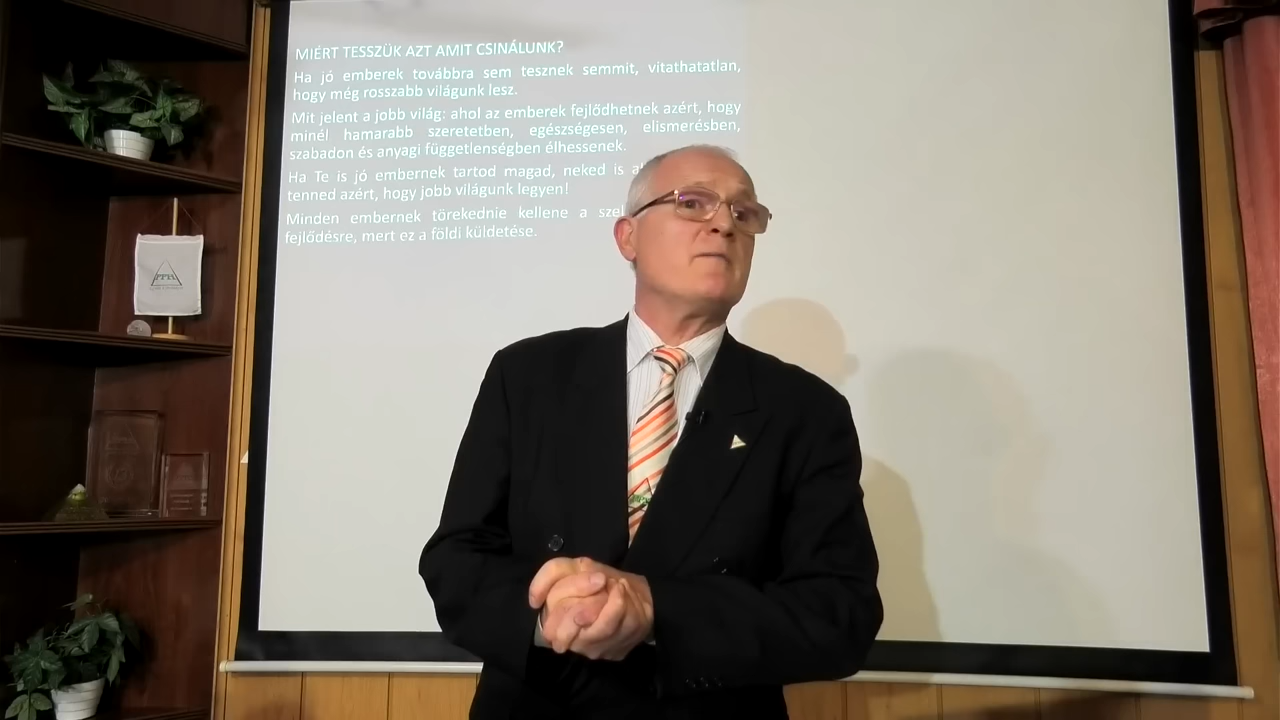 MIÉRT TESSZÜK AZT AMIT CSINÁLUNK?
Ha jó emberek továbbra sem tesznek semmit, vitathatatlan,
hogy még rosszabb világunk lesz.
Mit jelent a jobb világ: ahol az emberek fejlődhetnek azért, hogy
minél hamarabb szeretetben, egészségesen, elismerésben,
szabadon és anyagi függetlenségben élhessenek.
Ha Te is jó embernek tartod magad, neked is
tenned azért, hogy jobb világunk legyen!
Minden embernek törekednie kellene a
fejlődésre, mert ez a földi küldetése.